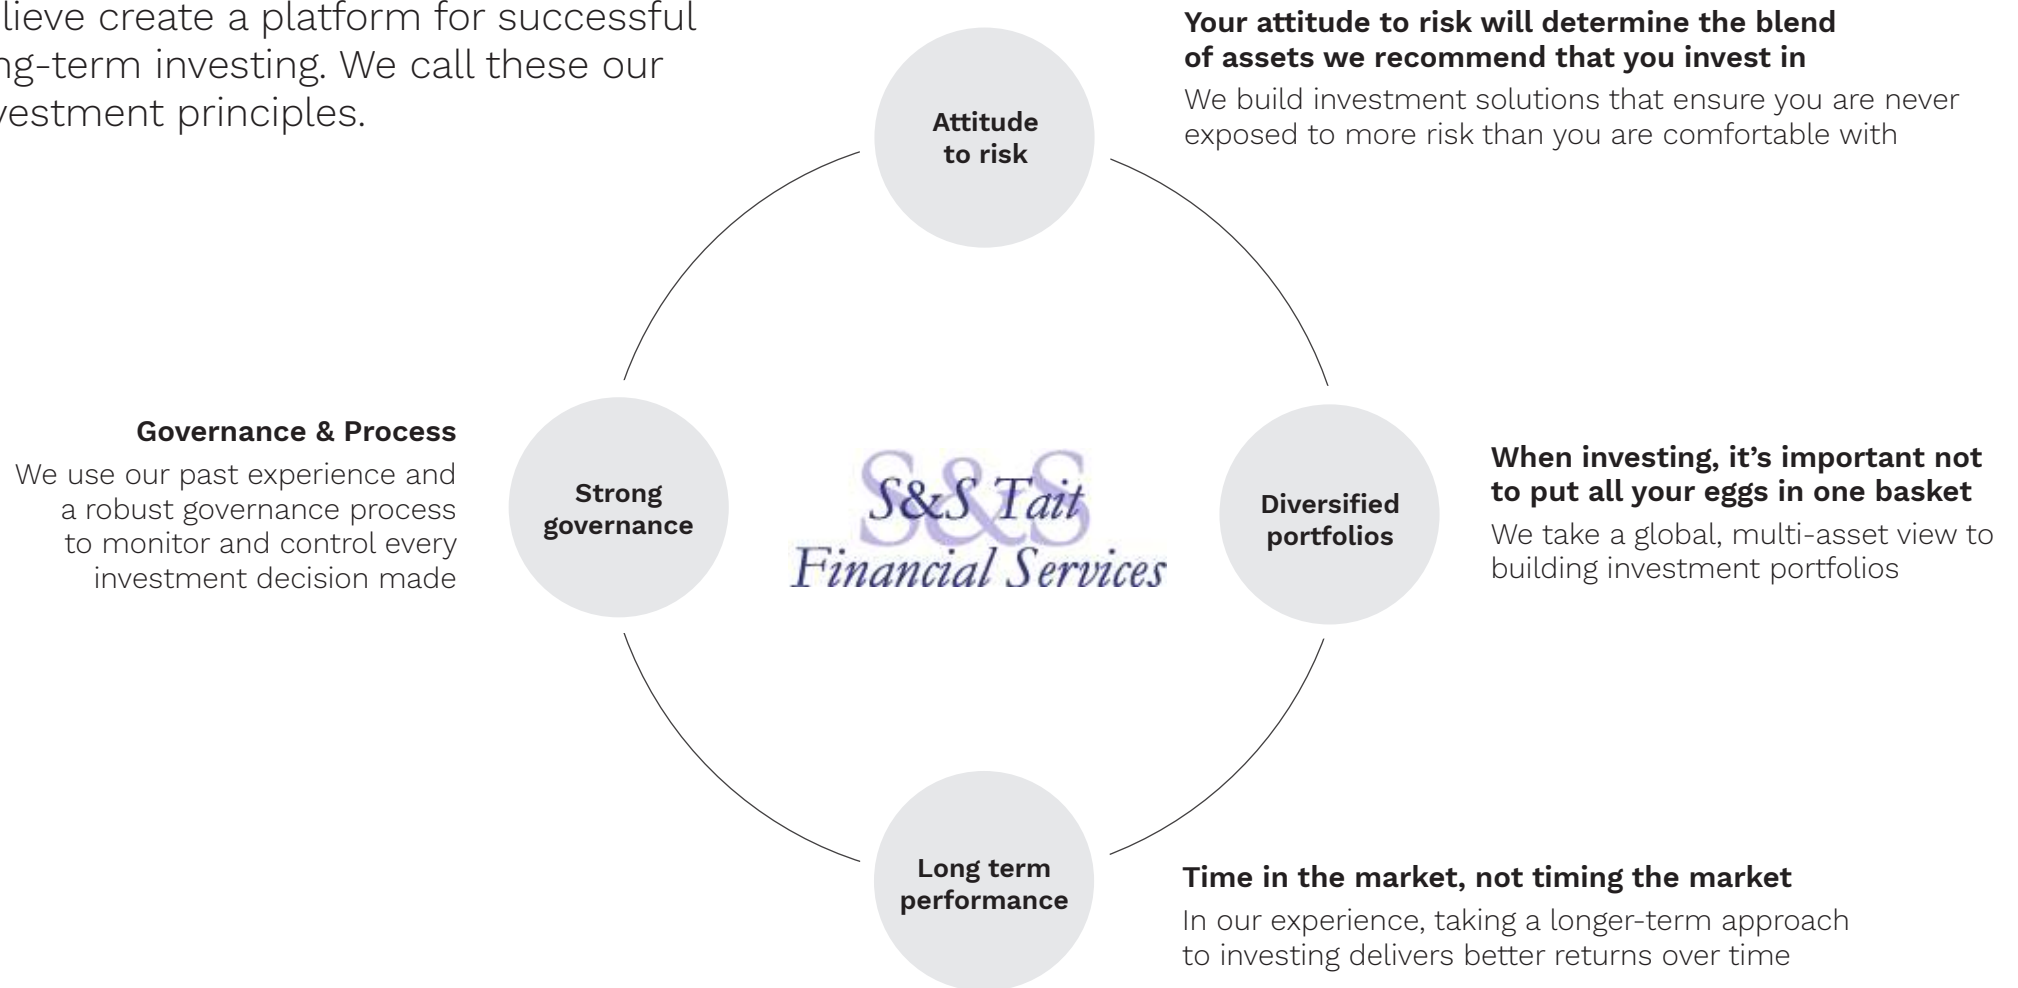 lieve create a platform for successful
ng-term investing. We call these our
vestment principles.
Attitude
to risk
Your attitude to risk will determine the blend
of assets we recommend that you invest in
We build investment solutions that ensure you are never
exposed to more risk than you are comfortable with
Governance & Process
We use our past experience and
a robust governance process
to monitor and control every
investment decision made
Strong
governance
S&S
S&S Tait
Financial Services
Diversified
portfolios
When investing, it’s important not
to put all your eggs in one basket
We take a global, multi-asset view to
building investment portfolios
Long term
performance
Time in the market, not timing the market
In our experience, taking a longer-term approach
to investing delivers better returns over time